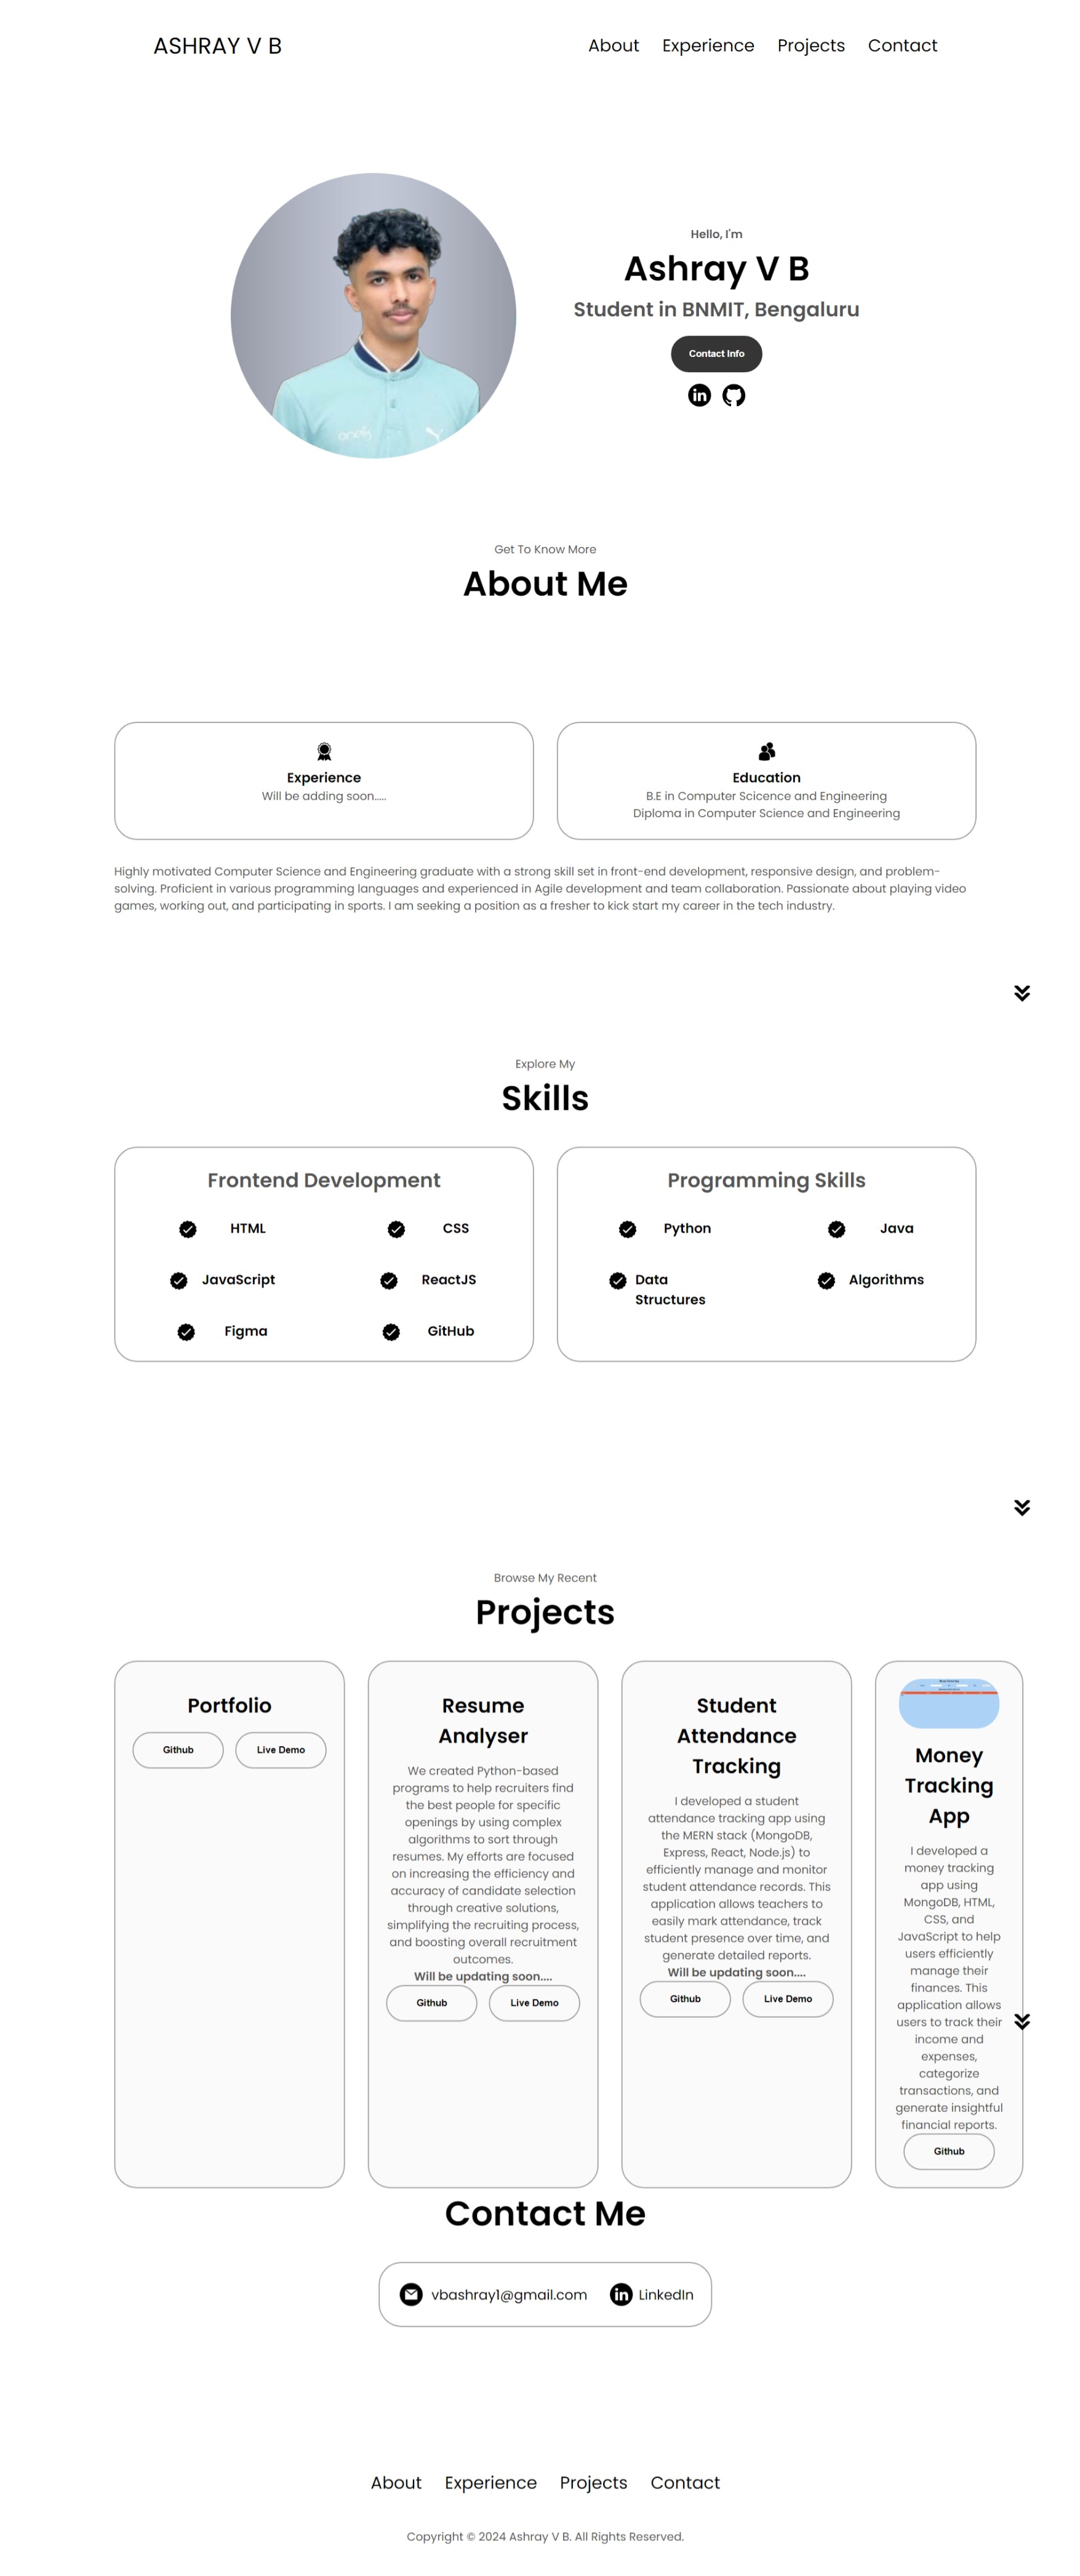 ASHRAY V B
About Experience Projects Contact
Hello, I'm
Ashray V B
Student in BNMIT, Bengaluru
Contact Info
Get To Know More
About Me
Experience
Will be adding soon.....
Education
B.E in Computer Scicence and Engineering
Diploma in Computer Science and Engineering
Highly motivated Computer Science and Engineering graduate with a strong skill set in front-end development, responsive design, and problem-
solving. Proficient in various programming languages and experienced in Agile development and team collaboration. Passionate about playing video
games, working out, and participating in sports. I am seeking a position as a fresher to kick start my career in the tech industry.
Explore My
Skills
Frontend Development
HTML
CSS
JavaScript
ReactJS
Figma
GitHub
Programming Skills
Python
Java
Data
Structures
Algorithms
Browse My Recent
Projects
Portfolio
Github
Live Demo
Resume
Analyser
We created Python-based
programs to help recruiters find
the best people for specific
openings by using complex
algorithms to sort through
resumes. My efforts are focused
on increasing the efficiency and
accuracy of candidate selection
through creative solutions,
simplifying the recruiting process,
and boosting overall recruitment
outcomes.
Will be updating soon....
Github
Live Demo
Student
Attendance
Tracking
I developed a student
attendance tracking app using
the MERN stack (MongoDB,
Express, React, Node.js) to
efficiently manage and monitor
student attendance records. This
application allows teachers to
easily mark attendance, track
student presence over time, and
generate detailed reports.
Will be updating soon....
Github
Live Demo
Money
Tracking
App
I developed a
money tracking
app using
MongoDB, HTML,
CSS, and
JavaScript to help
users efficiently
manage their
finances. This
application allows
users to track their
income and
expenses,
categorize
transactions, and
generate insightful
financial reports.
Github
Contact Me
vbashray1@gmail.com
LinkedIn
About Experience Projects Contact
Copyright © 2024 Ashray V B. All Rights Reserved.